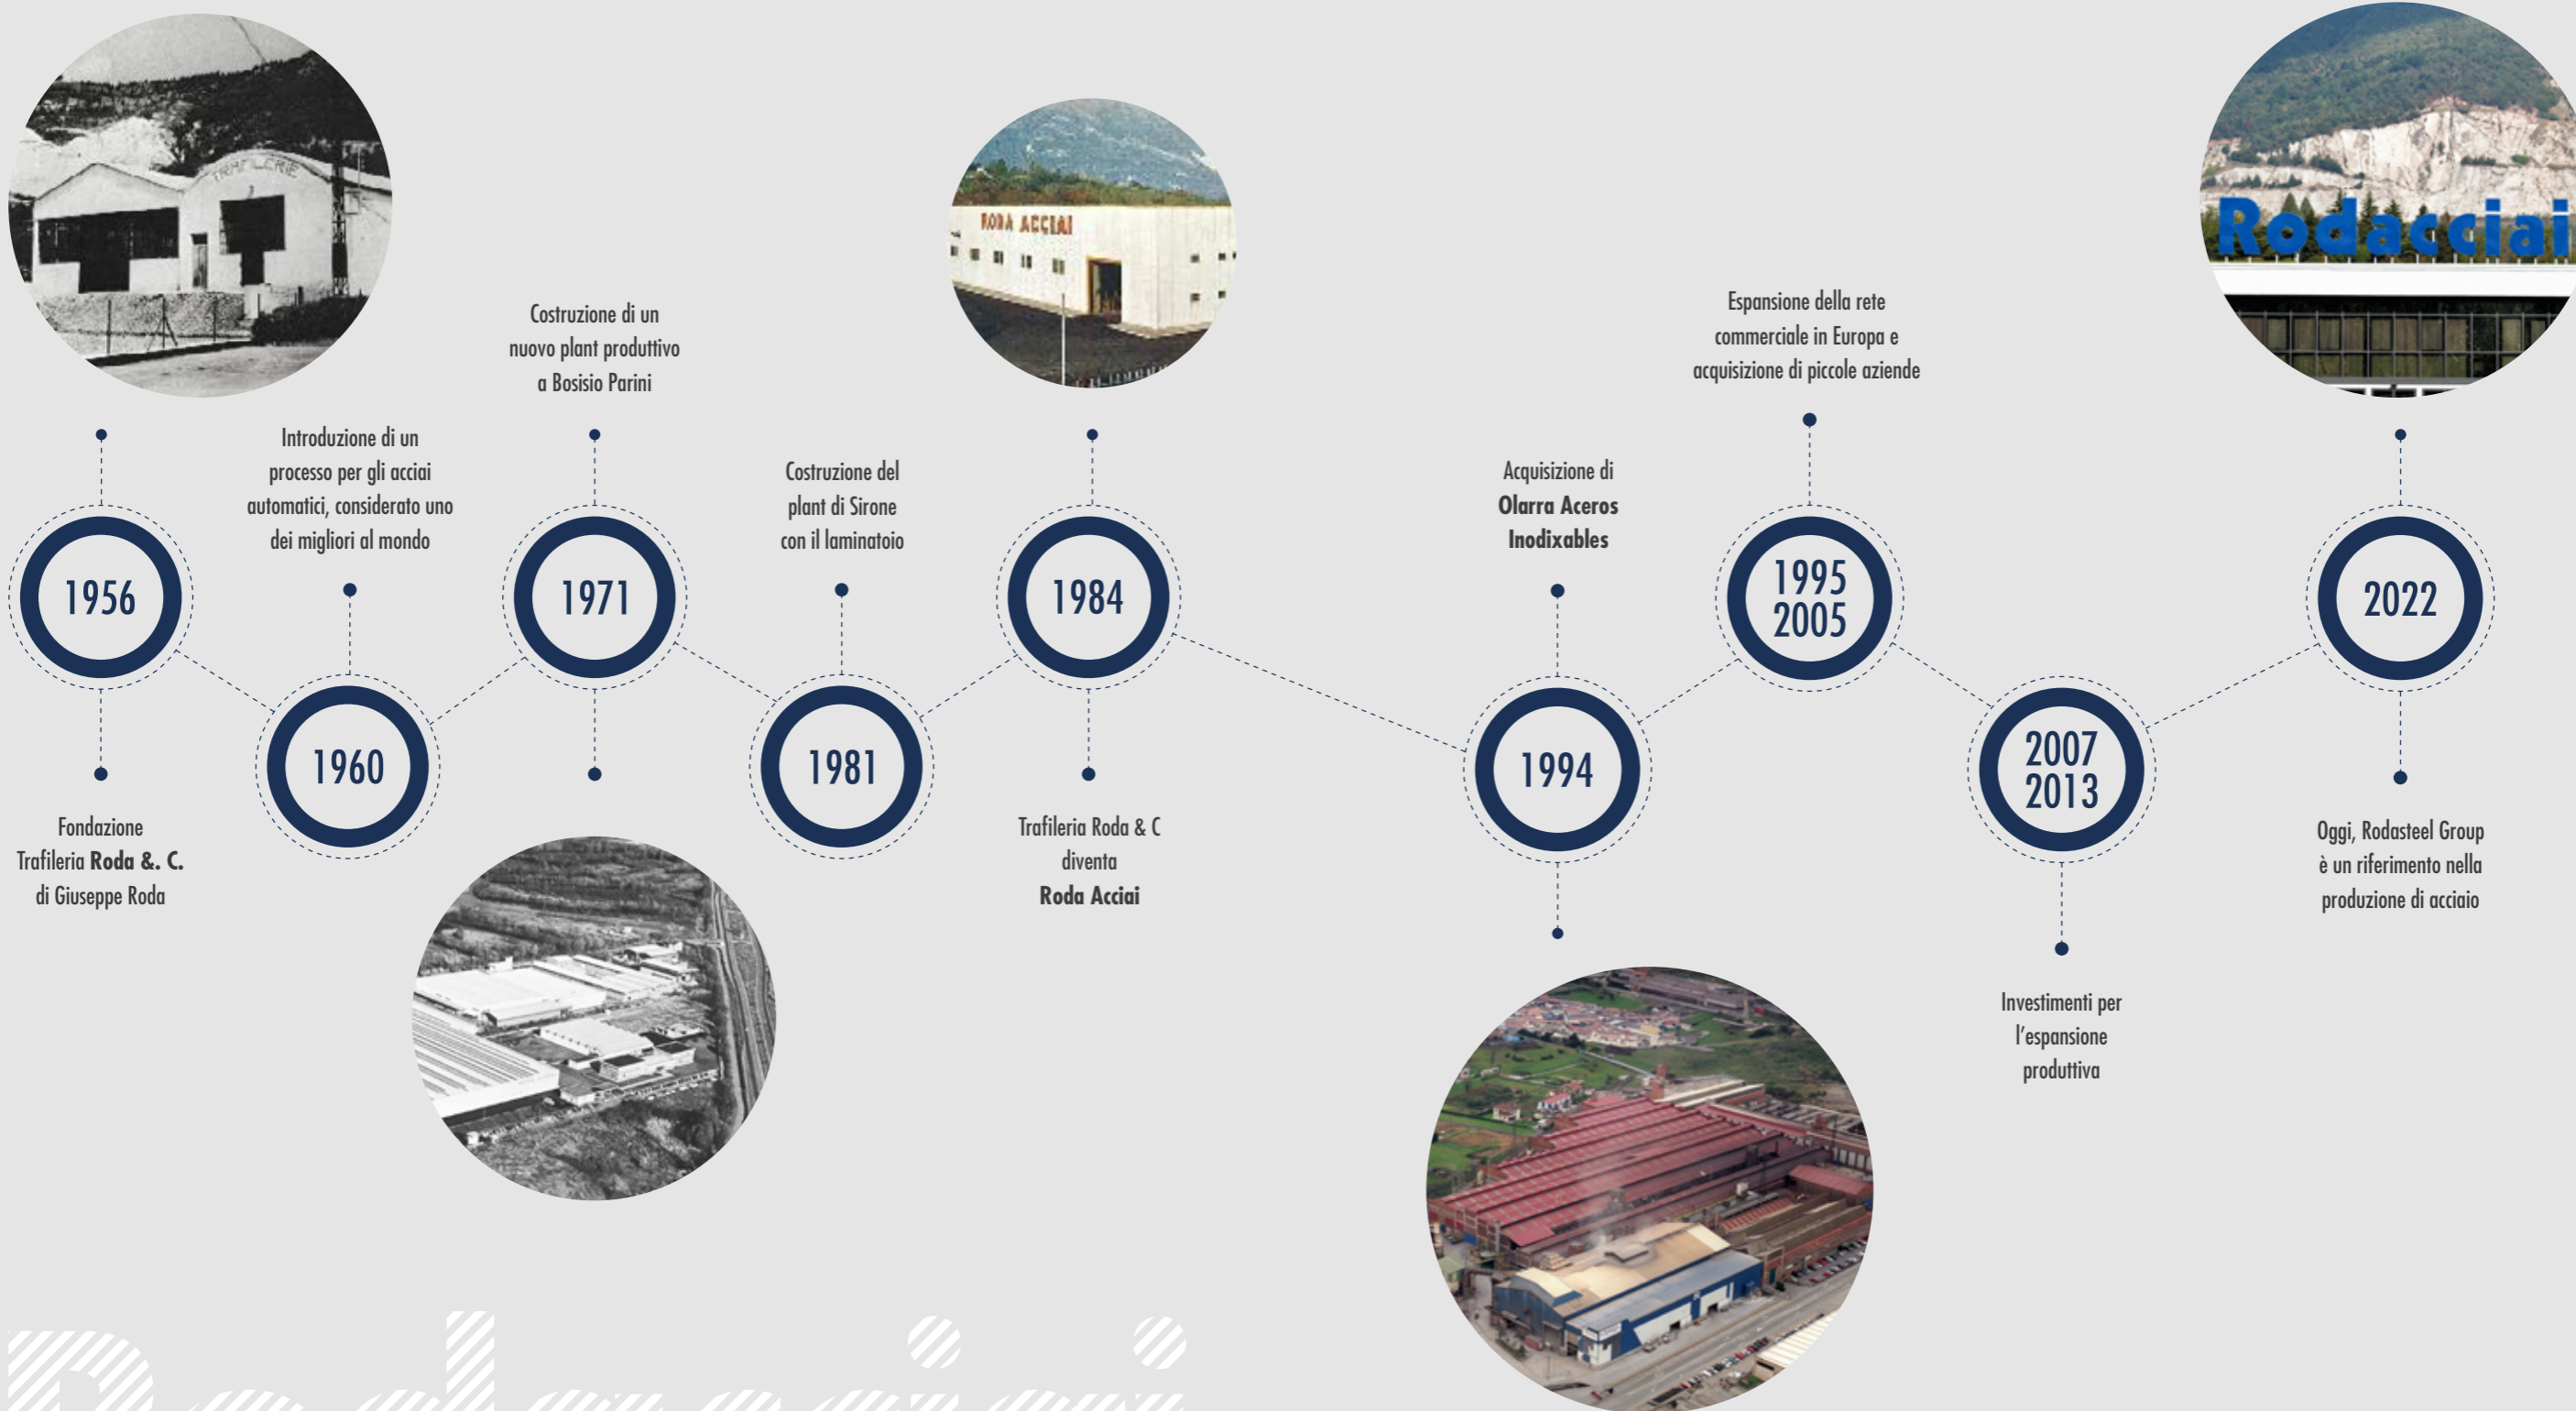 TRAFILERIE
1956
Fondazione
Trafileria Roda &. C.
di Giuseppe Roda
Introduzione di un
processo per gli acciai
automatici, considerato uno
dei migliori al mondo
1960
Costruzione di un
nuovo plant produttivo
a Bosisio Parini
1971
Costruzione del
plant di Sirone
con il laminatoio
1981
RODA ACCIAI
1984
Trafileria Roda & C
diventa
Roda Acciai
Acquisizione di
Olarra Aceros
Inodixables
1994
Espansione della rete
commerciale in Europa e
acquisizione di piccole aziende
1995
2005
2007
2013
Investimenti per
l'espansione
produttiva
Rodacciai
2022
Oggi, Rodasteel Group
è un riferimento nella
produzione di acciaio
Rodacciai